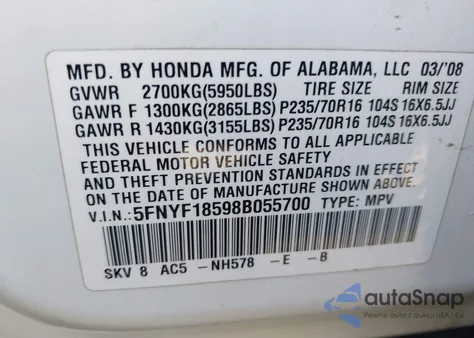 MFD. BY HONDA MFG. OF ALABAMA, LLC 03/'08
GVWR 2700KG(5950LBS) TIRE SIZE RIM SIZE
GAWR F 1300KG(2865LBS) P235/70R16 104S 16X6.5JJ
GAWR R 1430KG(3155LBS) P235/70R16 104S 16X6.5JJ
THIS VEHICLE CONFORMS TO ALL APPLICABLE
FEDERAL MOTOR VEHICLE SAFETY
AND THEFT PREVENTION STANDARDS IN EFFECT
ON THE DATE OF MANUFACTURE SHOWN ABOVE.
V.I.N: 5FNYF18598B055700 TYPE: MPV
SKV 8 AC5 -NH578 -E -B
autoSnap
Pewne auta z USA